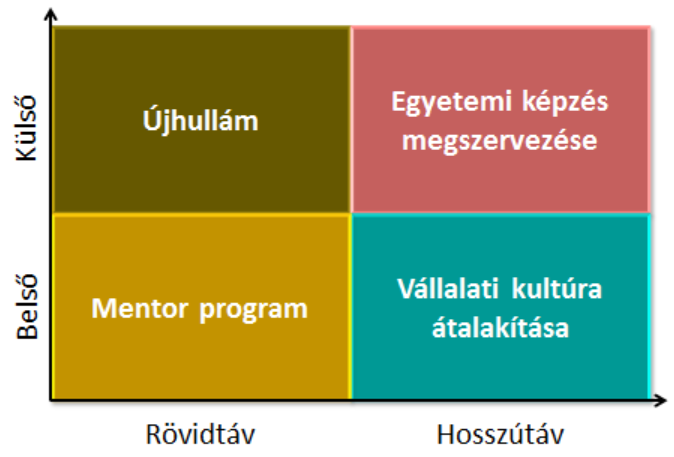 Külső
Újhullám
Egyetemi képzés
megszervezése
Belső
Mentor program
Vállalati kultúra
átalakítása
Rövidtáv
Hosszútáv